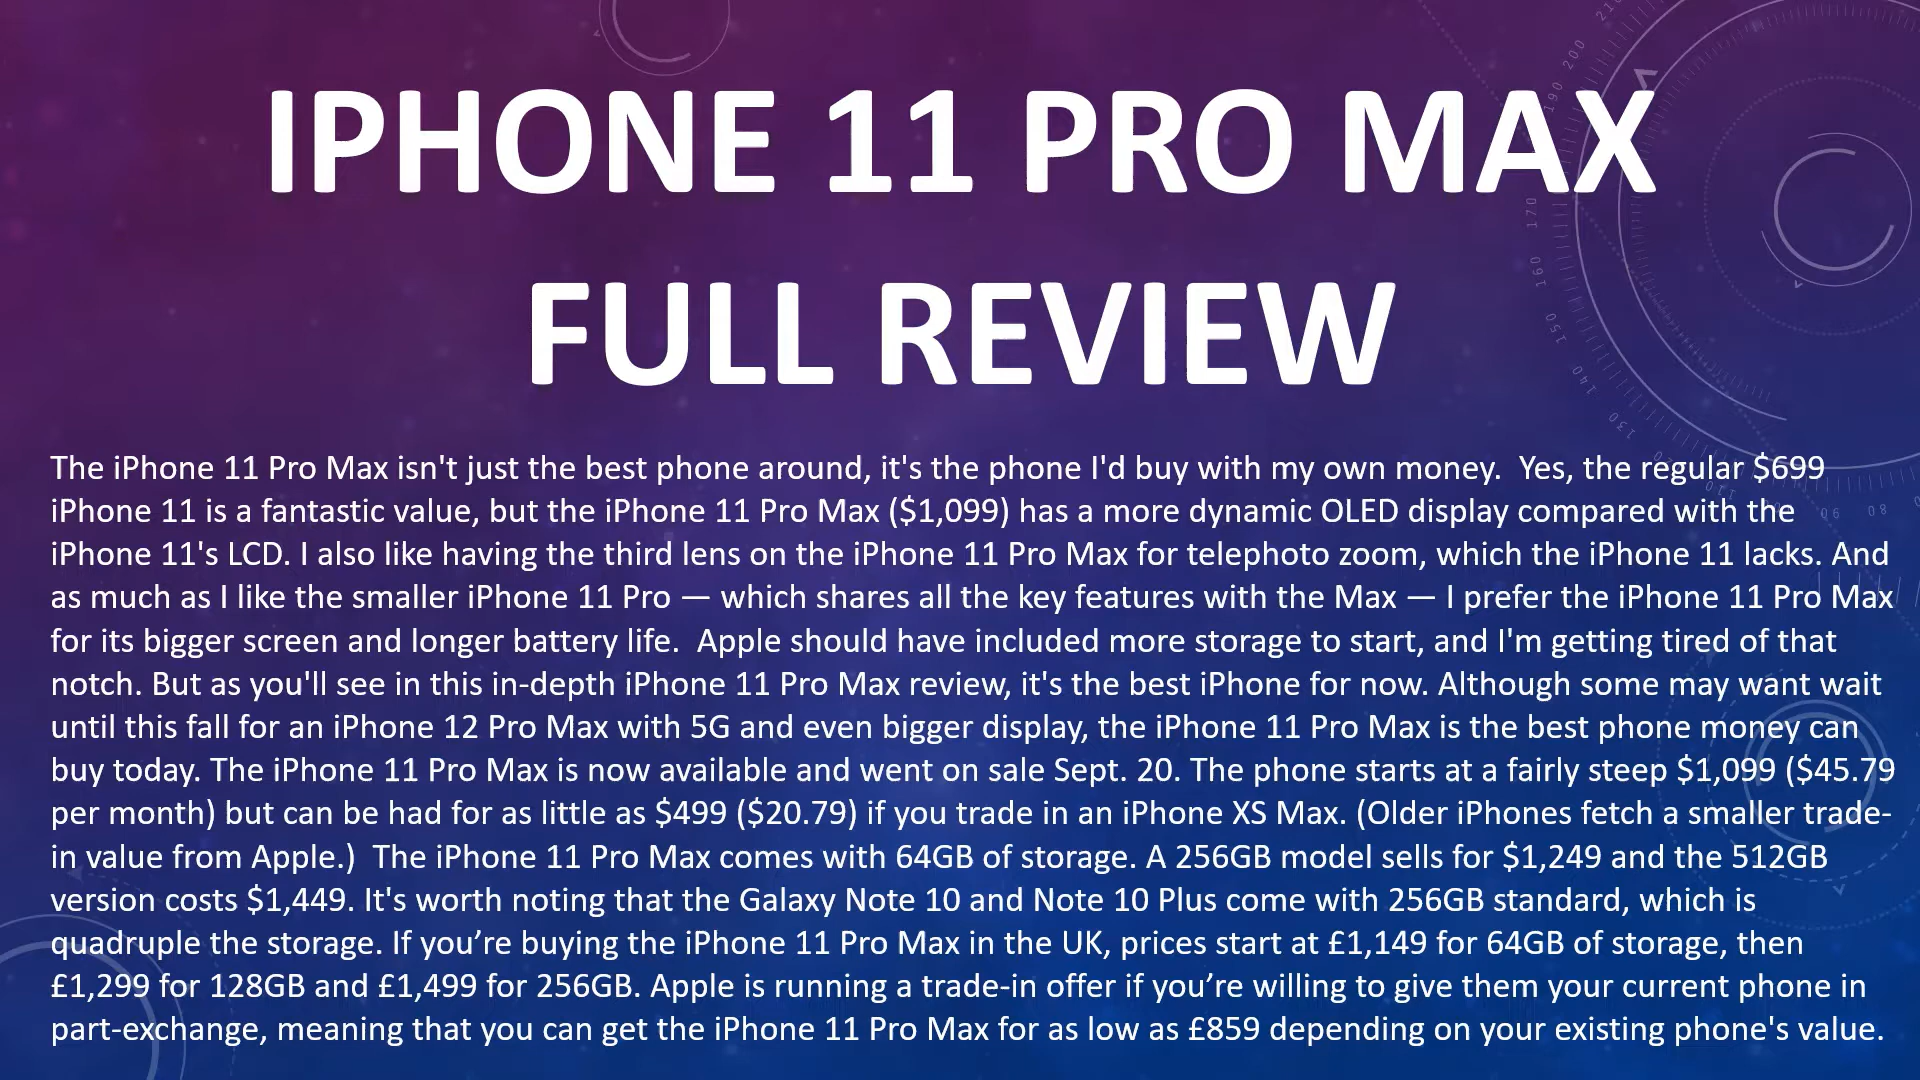 IPHONE 11 PRO MAX
FULL REVIEW
The iPhone 11 Pro Max isn't just the best phone around, it's the phone I'd buy with my own money.  Yes, the regular $699
iPhone 11 is a fantastic value, but the iPhone 11 Pro Max ($1,099) has a more dynamic OLED display compared with the
iPhone 11's LCD. I also like having the third lens on the iPhone 11 Pro Max for telephoto zoom, which the iPhone 11 lacks. And
as much as I like the smaller iPhone 11 Pro — which shares all the key features with the Max — I prefer the iPhone 11 Pro Max
for its bigger screen and longer battery life.  Apple should have included more storage to start, and I'm getting tired of that
notch. But as you'll see in this in-depth iPhone 11 Pro Max review, it's the best iPhone for now. Although some may want wait
until this fall for an iPhone 12 Pro Max with 5G and even bigger display, the iPhone 11 Pro Max is the best phone money can
buy today. The iPhone 11 Pro Max is now available and went on sale Sept. 20. The phone starts at a fairly steep $1,099 ($45.79
per month) but can be had for as little as $499 ($20.79) if you trade in an iPhone XS Max. (Older iPhones fetch a smaller trade-
in value from Apple.)  The iPhone 11 Pro Max comes with 64GB of storage. A 256GB model sells for $1,249 and the 512GB
version costs $1,449. It's worth noting that the Galaxy Note 10 and Note 10 Plus come with 256GB standard, which is
quadruple the storage. If you’re buying the iPhone 11 Pro Max in the UK, prices start at £1,149 for 64GB of storage, then
£1,299 for 128GB and £1,499 for 256GB. Apple is running a trade-in offer if you’re willing to give them your current phone in
part-exchange, meaning that you can get the iPhone 11 Pro Max for as low as £859 depending on your existing phone's value.
200
190
170
160
150
140
130
110
90
80